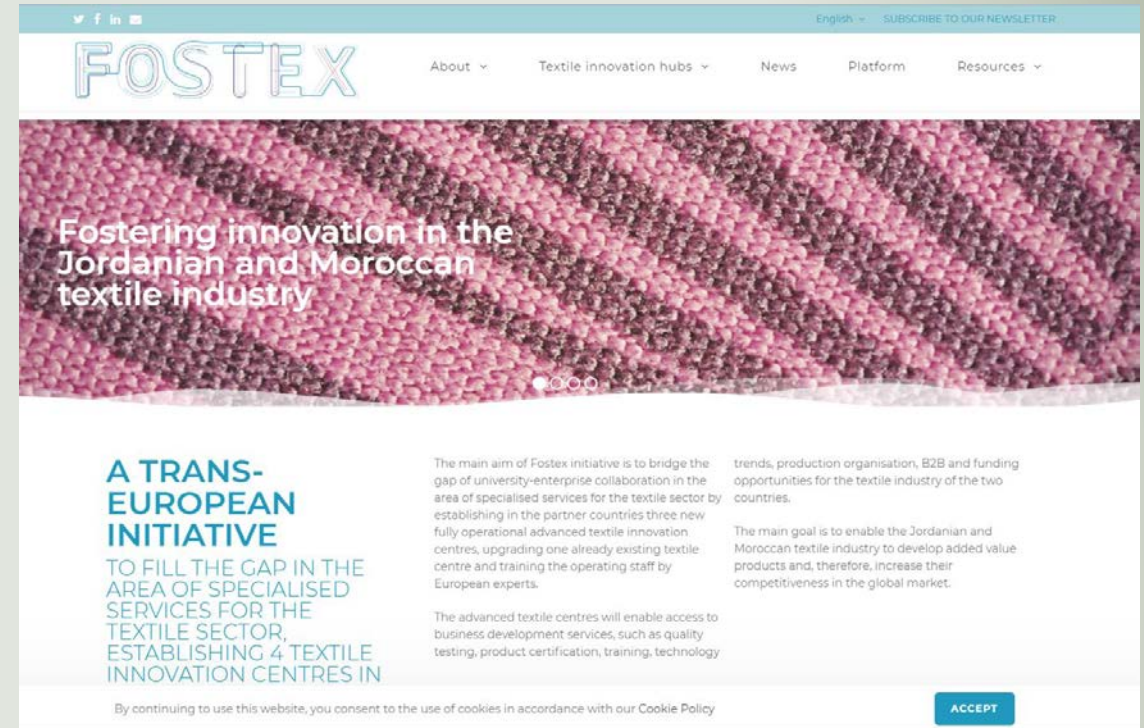 English SUBSCRIBE TO OUR NEWSLETTER
FOSTEX
About Textile innovation hubs News Platform Resources
Fostering innovation in the
Jordanian and Moroccan
textile industry
A TRANS-
EUROPEAN
INITIATIVE
TO FILL THE GAP IN THE
AREA OF SPECIALISED
SERVICES FOR THE
TEXTILE SECTOR,
ESTABLISHING 4 TEXTILE
INNOVATION CENTRES IN
The main aim of Fostex initiative is to bridge the
gap of university-enterprise collaboration in the
area of specialised services for the textile sector by
establishing in the partner countries three new
fully operational advanced textile innovation
centres, upgrading one already existing textile
centre and training the operating staff by
European experts.
The advanced textile centres will enable access to
business development services, such as quality
testing, product certification, training, technology
trends, production organisation, B2B and funding
opportunities for the textile industry of the two
countries.
The main goal is to enable the Jordanian and
Moroccan textile industry to develop added value
products and, therefore, increase their
competitiveness in the global market.
By continuing to use this website, you consent to the use of cookies in accordance with our Cookie Policy
ACCEPT